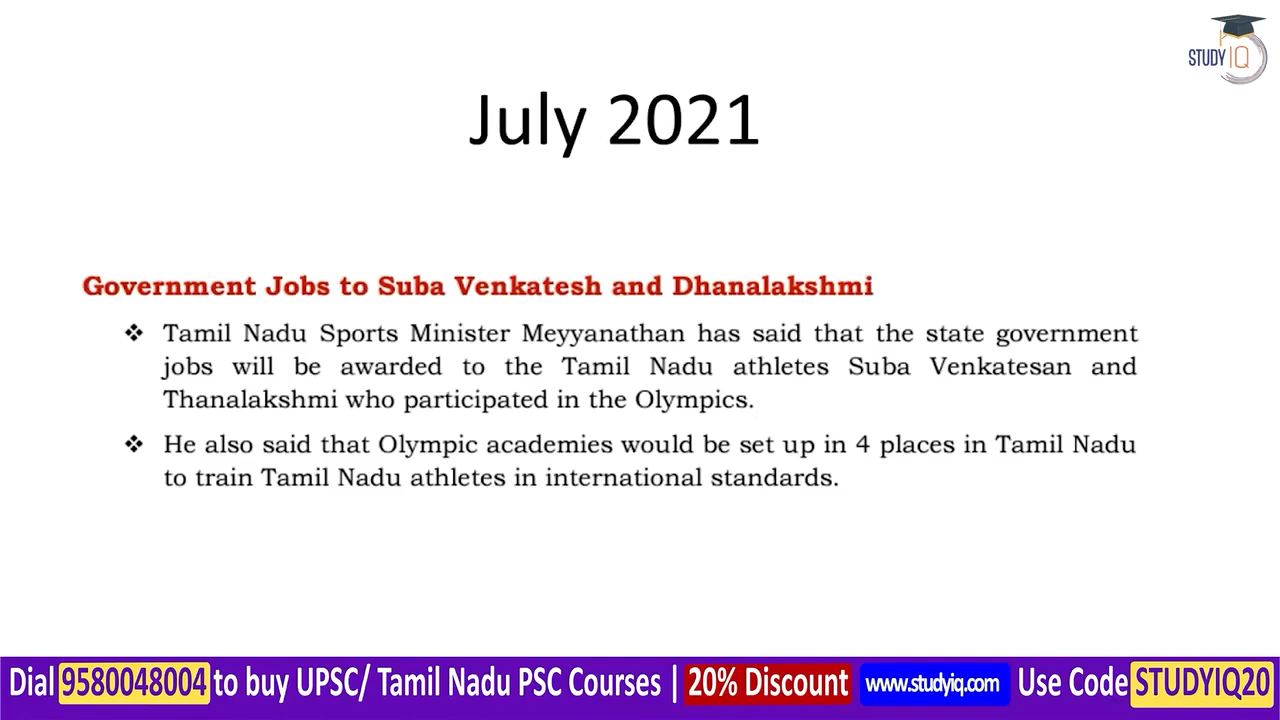 STUDY IQ
July 2021
Government Jobs to Suba Venkatesh and Dhanalakshmi
❖ Tamil Nadu Sports Minister Meyyanathan has said that the state government
jobs will be awarded to the Tamil Nadu athletes Suba Venkatesan and
Thanalakshmi who participated in the Olympics.
❖ He also said that Olympic academies would be set up in 4 places in Tamil Nadu
to train Tamil Nadu athletes in international standards.
Dial 9580048004 to buy UPSC/ Tamil Nadu PSC Courses | 20% Discount www.studyiq.com Use Code STUDYIQ20